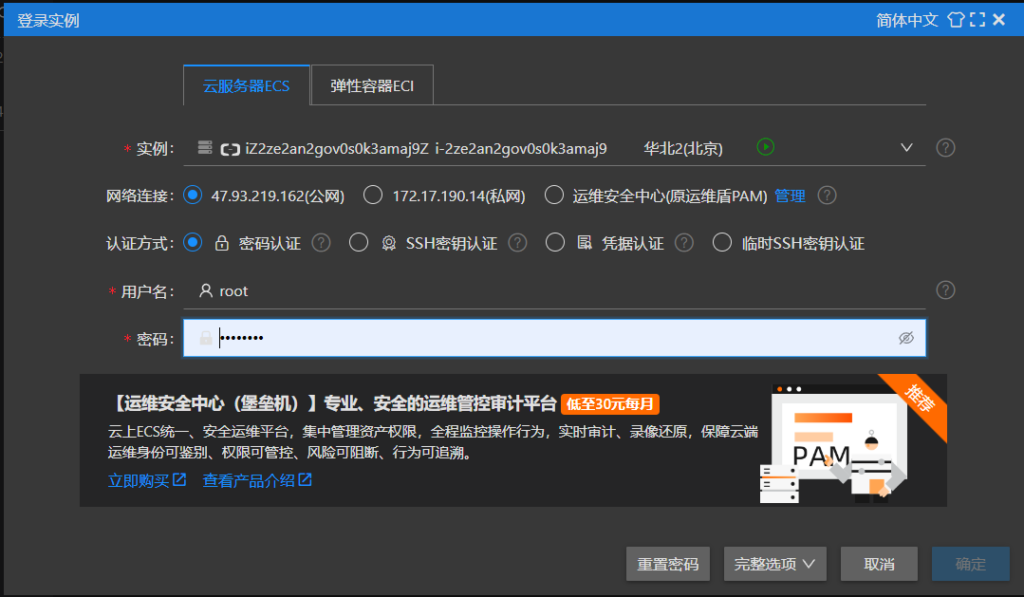 登录实例 简体中文
云服务器ECS 弹性容器ECI
* 实例: iZ2ze2an2gov0s0k3amaj9Z i-2ze2an2gov0s0k3amaj9 华北2(北京) ?
网络连接: 47.93.219.162(公网) 172.17.190.14(私网) 运维安全中心(原运维盾PAM) 管理 ?
认证方式: 密码认证 ? SSH密钥认证 ? 凭据认证 ? 临时SSH密钥认证
* 用户名: root ?
* 密码: ••••••••
【运维安全中心（堡垒机）】专业、安全的运维管控审计平台 低至30元每月
推荐
云上ECS统一、安全运维平台，集中管理资产权限，全程监控操作行为，实时审计、录像还原，保障云端
运维身份可鉴别、权限可管控、风险可阻断、行为可追溯。
PAM
立即购买 查看产品介绍
重置密码 完整选项 取消 确定